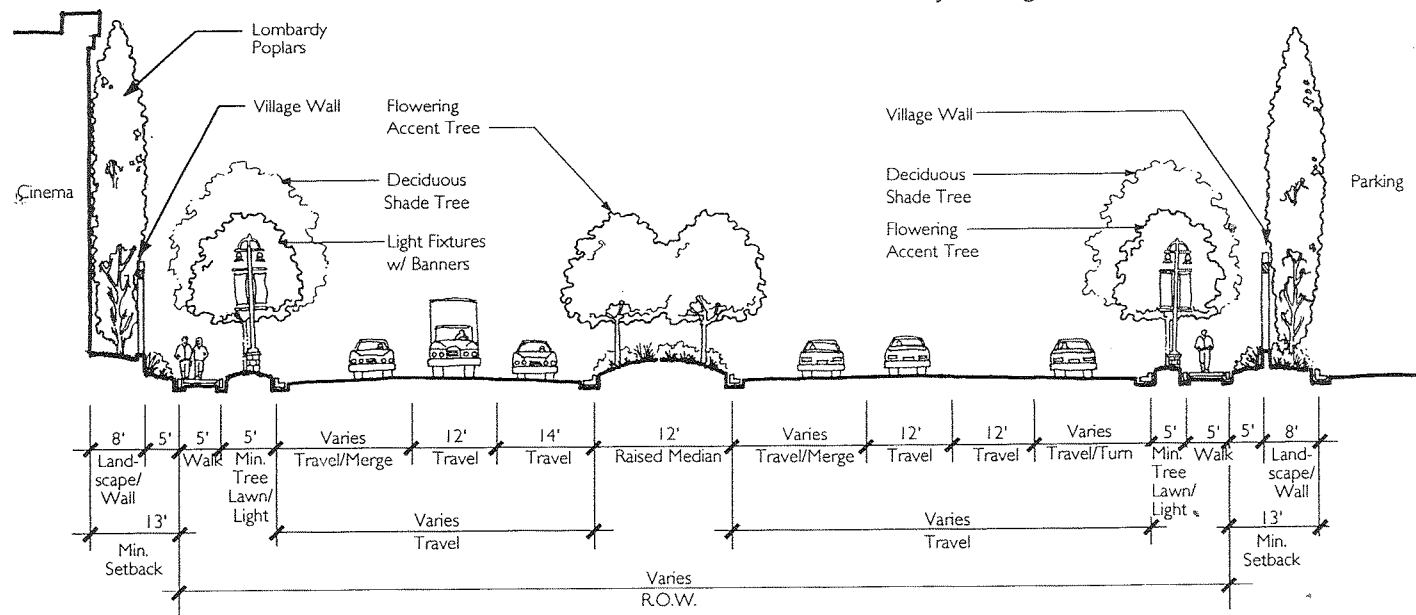 Lombardy
Poplars
Village Wall
Flowering
Accent Tree
Deciduous
Shade Tree
Light Fixtures
w/ Banners
Cinema
Village Wall
Deciduous
Shade Tree
Flowering
Accent Tree
Parking
8' 5' 5' 5' Varies 12' 14' 12' Varies 12' 12' Varies 5' 5' 5' 8'
Land-
scape/
Wall
Walk
Min.
Tree
Lawn/
Light
Travel/Merge
Travel
Travel
Raised Median
Travel/Merge
Travel
Travel
Travel/Turn
Min.
Tree
Lawn/
Light
Walk
Land-
scape/
Wall
13'
Min.
Setback
Varies
Travel
Varies
Travel
13'
Min.
Setback
Varies
R.O.W.